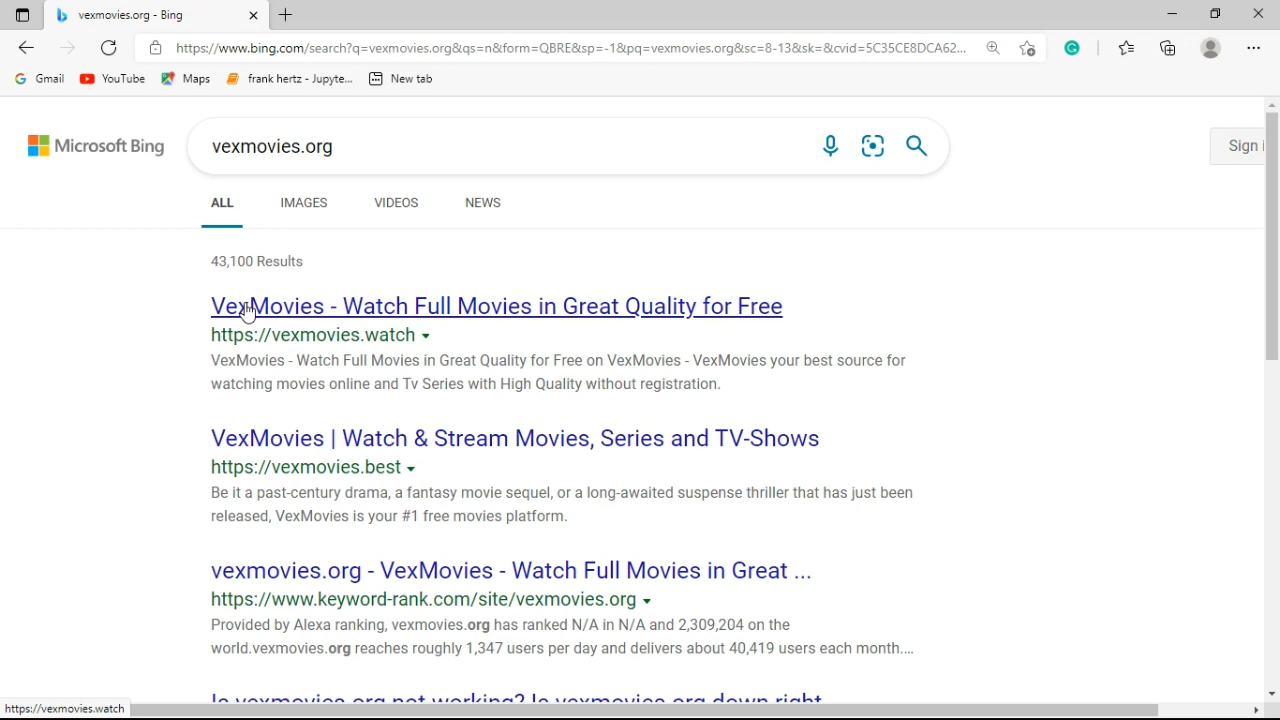 vexmovies.org - Bing
https://www.bing.com/search?q=vexmovies.org&qs=n&form=QBRE&sp=-1&pq=vexmovies.org&sc=8-13&sk=&cvid=5C35CE8DCA62...
Gmail YouTube Maps frank hertz - Jupyte... New tab
Microsoft Bing vexmovies.org Sign i
ALL IMAGES VIDEOS NEWS
43,100 Results
VexMovies - Watch Full Movies in Great Quality for Free
https://vexmovies.watch
VexMovies - Watch Full Movies in Great Quality for Free on VexMovies - VexMovies your best source for
watching movies online and Tv Series with High Quality without registration.
VexMovies | Watch & Stream Movies, Series and TV-Shows
https://vexmovies.best
Be it a past-century drama, a fantasy movie sequel, or a long-awaited suspense thriller that has just been
released, VexMovies is your #1 free movies platform.
vexmovies.org - VexMovies - Watch Full Movies in Great ...
https://www.keyword-rank.com/site/vexmovies.org
Provided by Alexa ranking, vexmovies.org has ranked N/A in N/A and 2,309,204 on the
world.vexmovies.org reaches roughly 1,347 users per day and delivers about 40,419 users each month....
Is vexmovies.org not working? Is vexmovies.org down right
https://vexmovies.watch